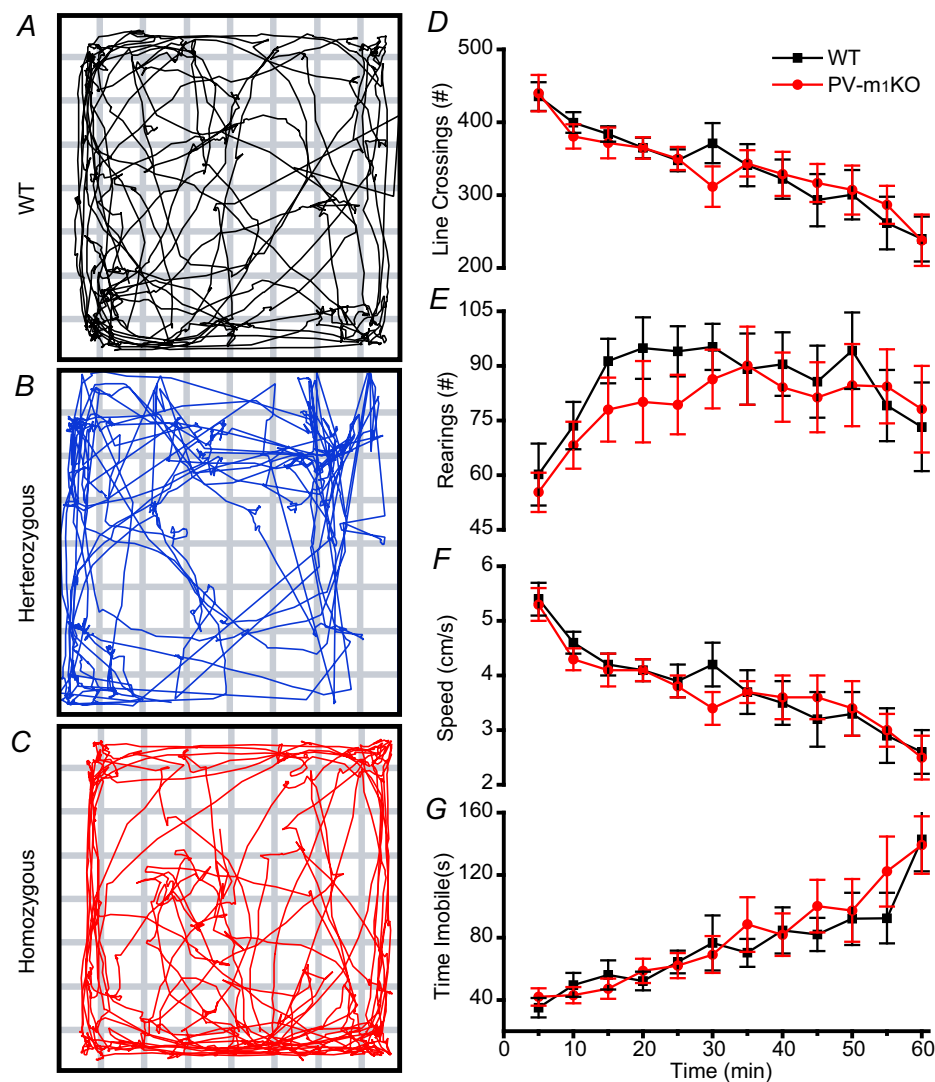 A
WT
B
Herterozygous
C
Homozygous
D
500
400
300
200
Line Crossings (#)
WT
PV-m1KO
E
105
90
75
60
45
Rearings (#)
F
6
5
4
3
2
Speed (cm/s)
G
160
120
80
40
Time Imobile(s)
0 10 20 30 40 50 60
Time (min)